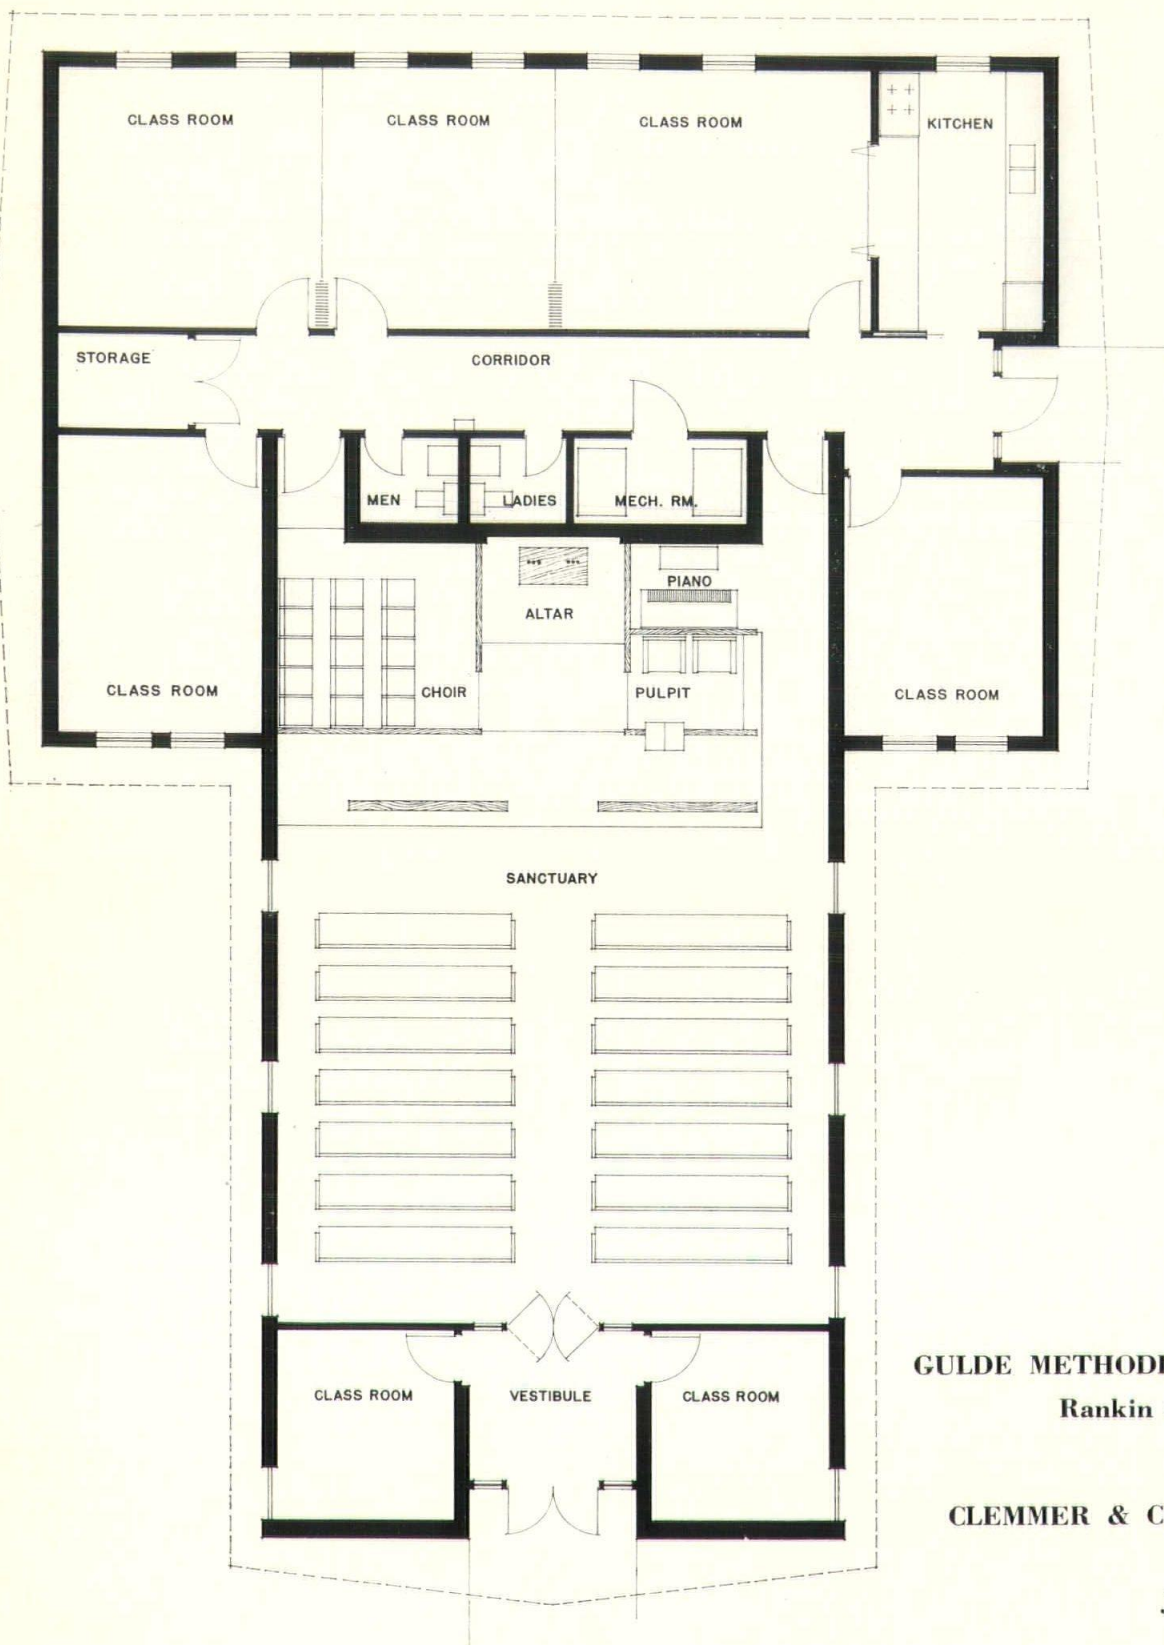 CLASS ROOM
CLASS ROOM
CLASS ROOM
KITCHEN
STORAGE
CORRIDOR
MEN
LADIES
MECH. RM.
PIANO
ALTAR
CLASS ROOM
CHOIR
PULPIT
CLASS ROOM
SANCTUARY
CLASS ROOM
VESTIBULE
CLASS ROOM
GULDE
Rankin
CLEMMER &